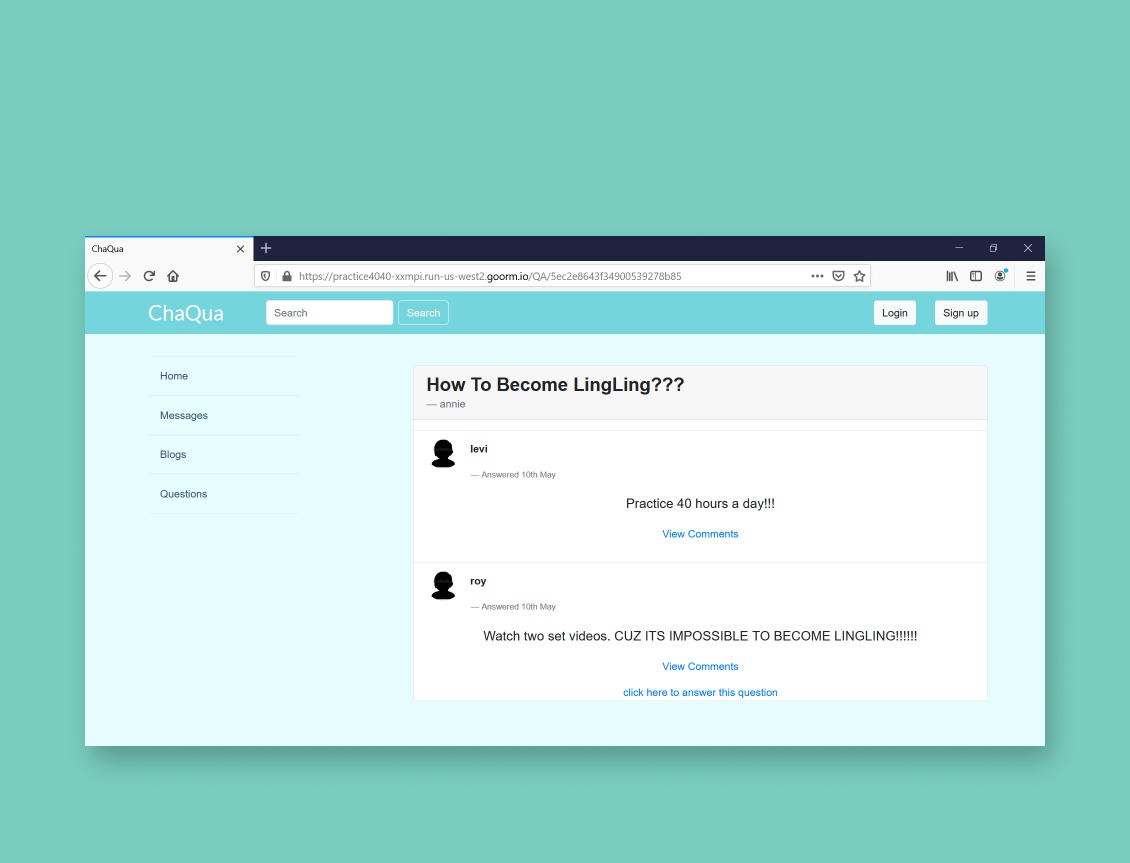 ChaQua
https://practice4040-xxmpi.run-us-west2.goorm.io/QA/5ec2e8643f34900539278b85
ChaQua Search Search Login Sign up
Home
Messages
Blogs
Questions
How To Become LingLing???
— annie
levi
— Answered 10th May
Practice 40 hours a day!!!
View Comments
roy
— Answered 10th May
Watch two set videos. CUZ ITS IMPOSSIBLE TO BECOME LINGLING!!!!!!
View Comments
click here to answer this question